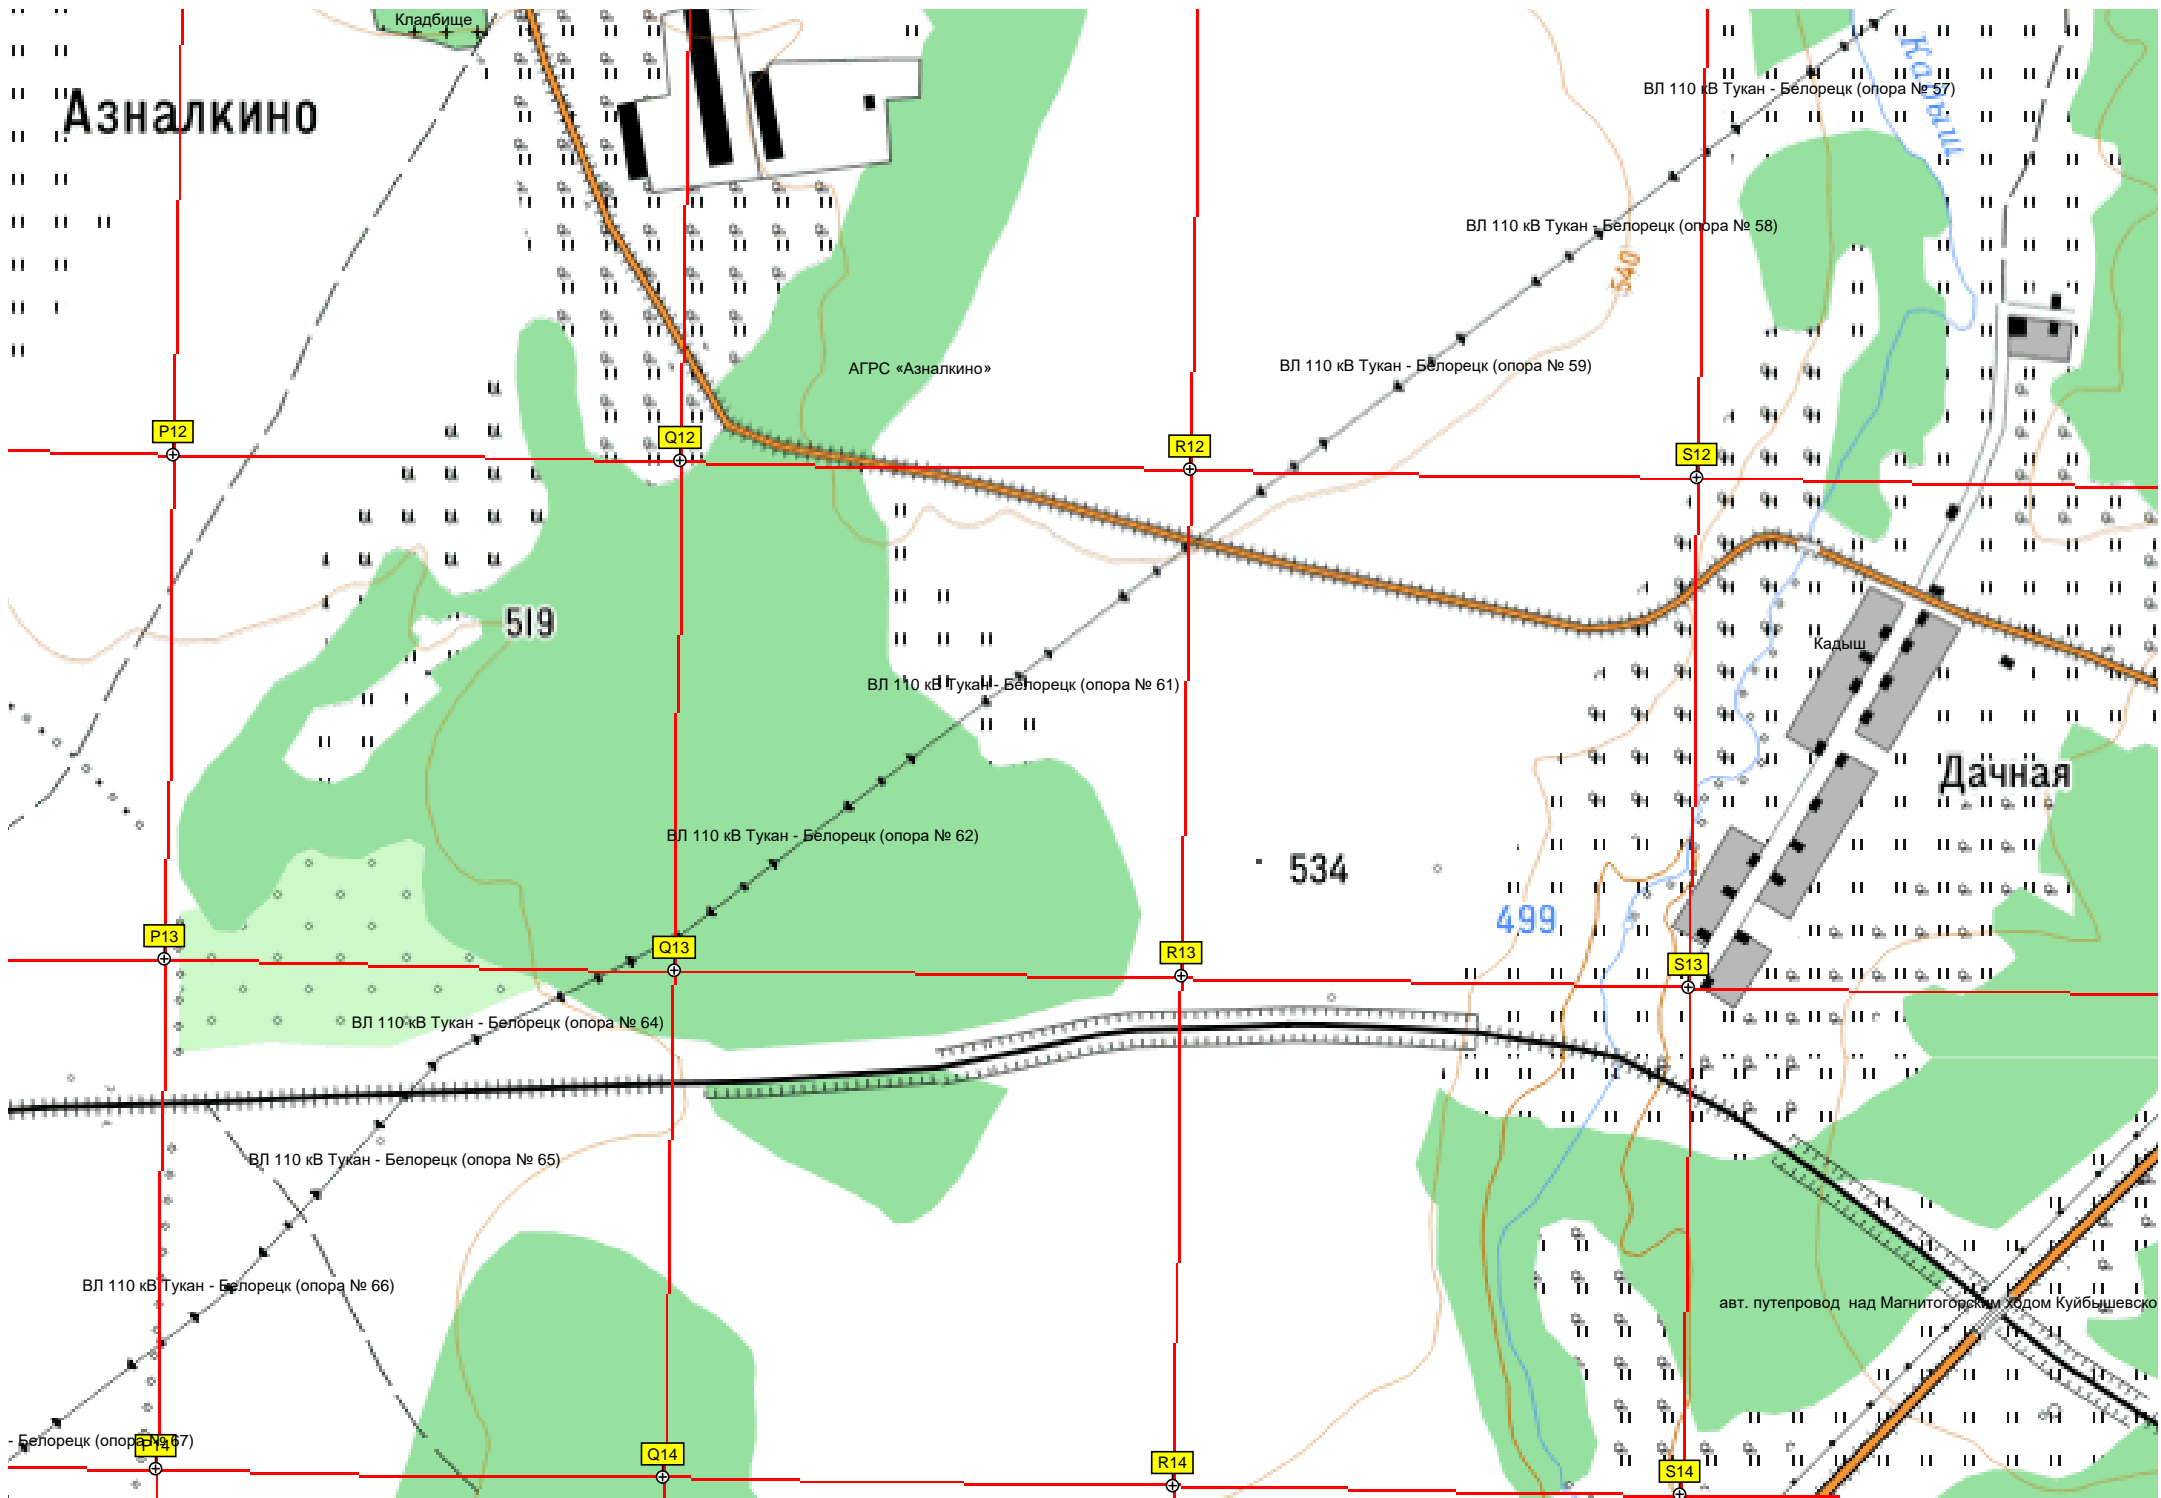 Кладбище
ВЛ 110 кВ Тукан - Белорецк (опора № 57)
Кадыш
Азналкино
ВЛ 110 кВ Тукан - Белорецк (опора № 58)
540
АГРС «Азналкино»
ВЛ 110 кВ Тукан - Белорецк (опора № 59)
P12
Q12
R12
S12
519
Кадыш
ВЛ 110 кВ Тукан - Белорецк (опора № 61)
Дачная
ВЛ 110 кВ Тукан - Белорецк (опора № 62)
534
499
P13
Q13
R13
S13
ВЛ 110 кВ Тукан - Белорецк (опора № 64)
ВЛ 110 кВ Тукан - Белорецк (опора № 65)
ВЛ 110 кВ Тукан - Белорецк (опора № 66)
авт. путепровод над Магнитогорским ходом Куйбышевско
- Белорецк (опора № 67)
P14
Q14
R14
S14